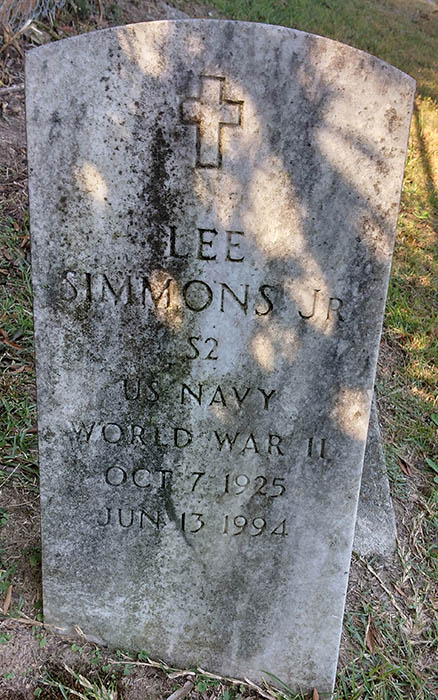 LEE
SIMMONS JR
S2
US NAVY
WORLD WAR II
OCT 7 1925
JUN 13 1994